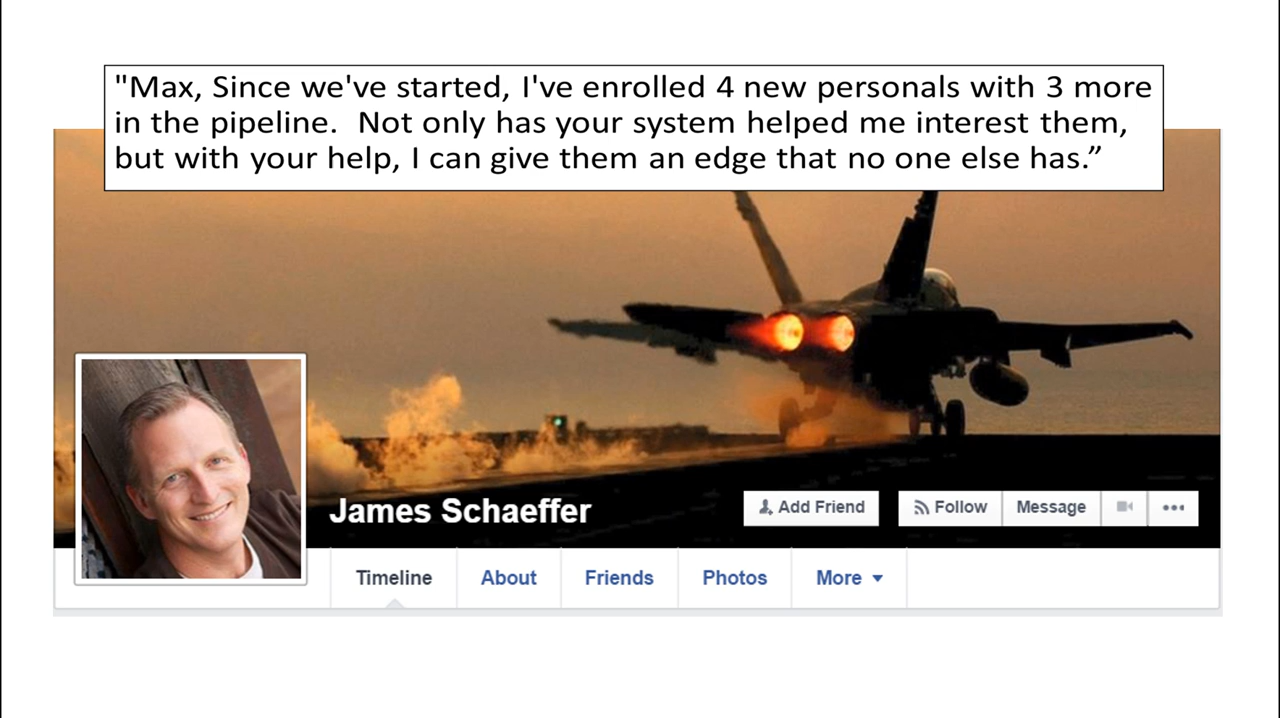 "Max, Since we've started, I've enrolled 4 new personals with 3 more
in the pipeline.  Not only has your system helped me interest them,
but with your help, I can give them an edge that no one else has.”
James Schaeffer
Add Friend
Follow
Message
Timeline
About
Friends
Photos
More